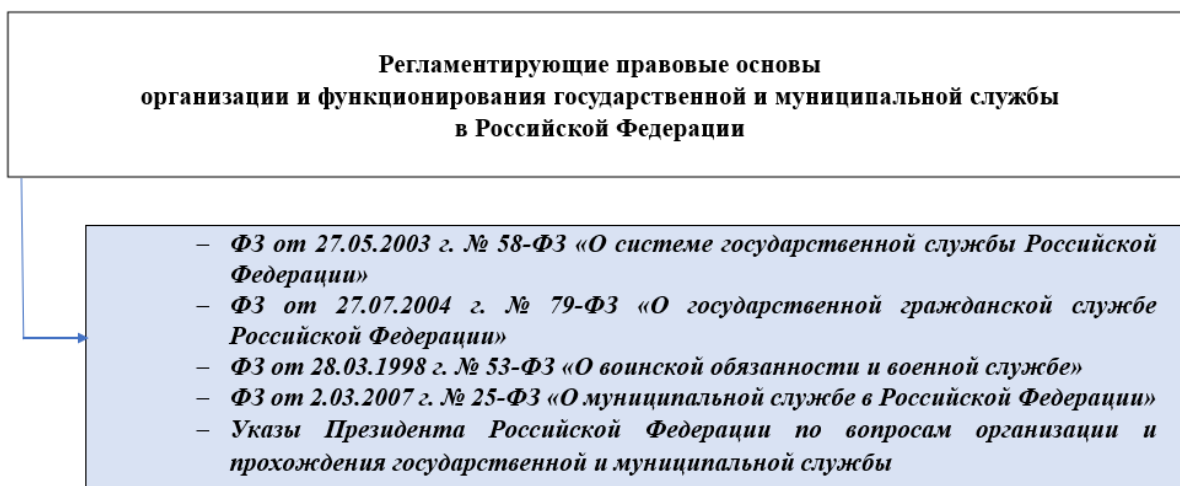 Регламентирующие правовые основы
организации и функционирования государственной и муниципальной службы
в Российской Федерации
– ФЗ от 27.05.2003 г. № 58-ФЗ «О системе государственной службы Российской
Федерации»
– ФЗ от 27.07.2004 г. № 79-ФЗ «О государственной гражданской службе
Российской Федерации»
– ФЗ от 28.03.1998 г. № 53-ФЗ «О воинской обязанности и военной службе»
– ФЗ от 2.03.2007 г. № 25-ФЗ «О муниципальной службе в Российской Федерации»
– Указы Президента Российской Федерации по вопросам организации и
прохождения государственной и муниципальной службы